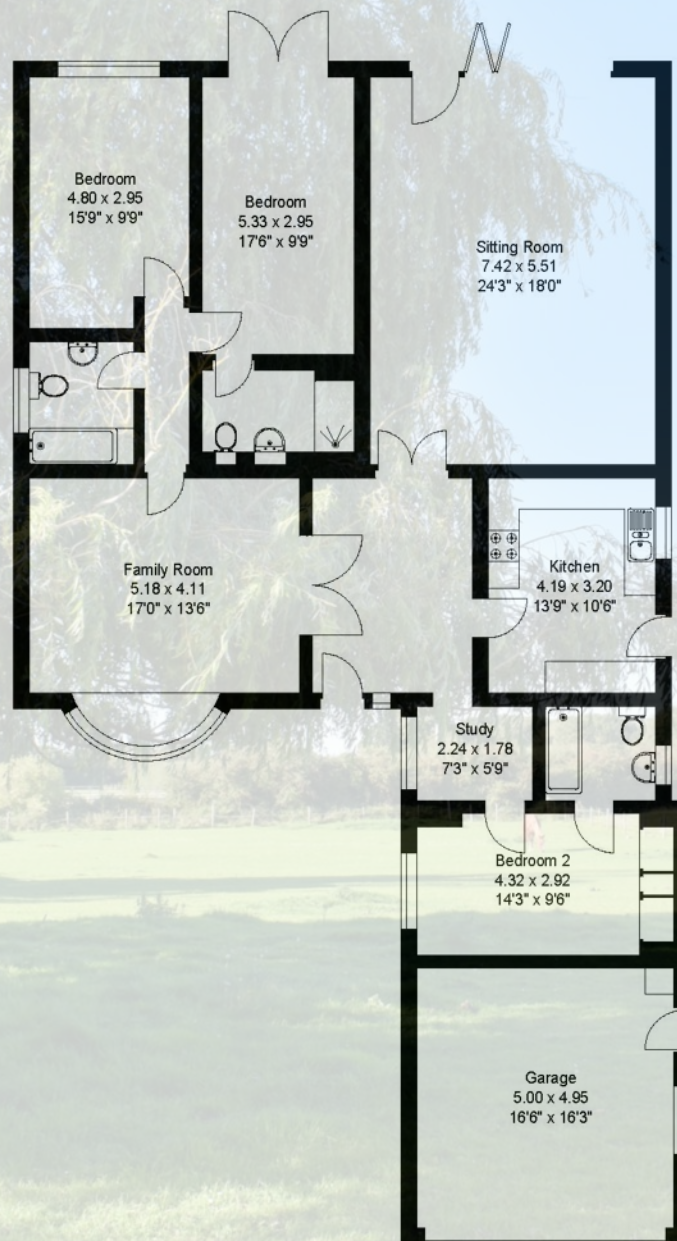 Bedroom
4.80 x 2.95
15'9" x 9'9"
Bedroom
5.33 x 2.95
17'6" x 9'9"
Sitting Room
7.42 x 5.51
24'3" x 18'0"
Family Room
5.18 x 4.11
17'0" x 13'6"
Kitchen
4.19 x 3.20
13'9" x 10'6"
Study
2.24 x 1.78
7'3" x 5'9"
Bedroom 2
4.32 x 2.92
14'3" x 9'6"
Garage
5.00 x 4.95
16'6" x 16'3"